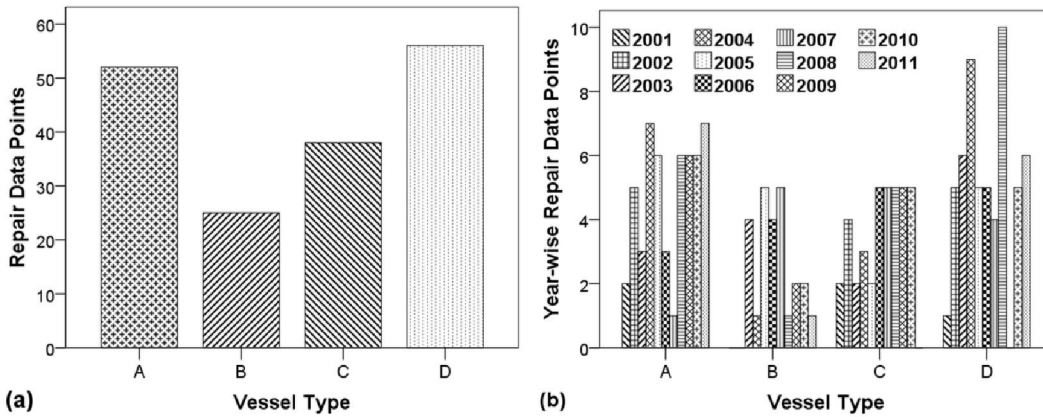 Repair Data Points
60
50
40
30
20
10
0
A B C D
(a) Vessel Type
Year-wise Repair Data Points
10
8
6
4
2
0
2001 2004 2007 2010
2002 2005 2008 2011
2003 2006 2009
A B C D
(b) Vessel Type